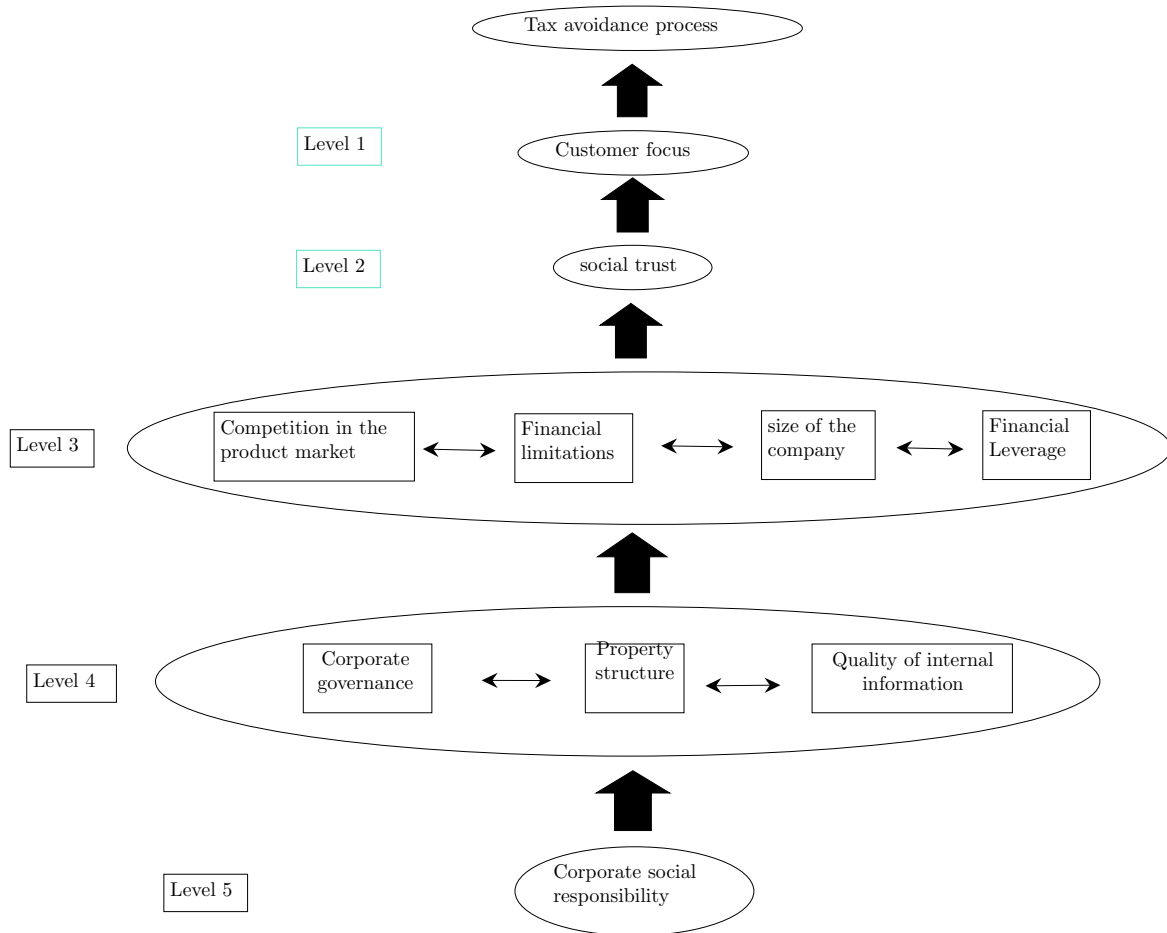 Tax avoidance process
Level 1
Customer focus
Level 2
social trust
Level 3
Competition in the
product market
Financial
limitations
size of the
company
Financial
Leverage
Level 4
Corporate
governance
Property
structure
Quality of internal
information
Level 5
Corporate social
responsibility